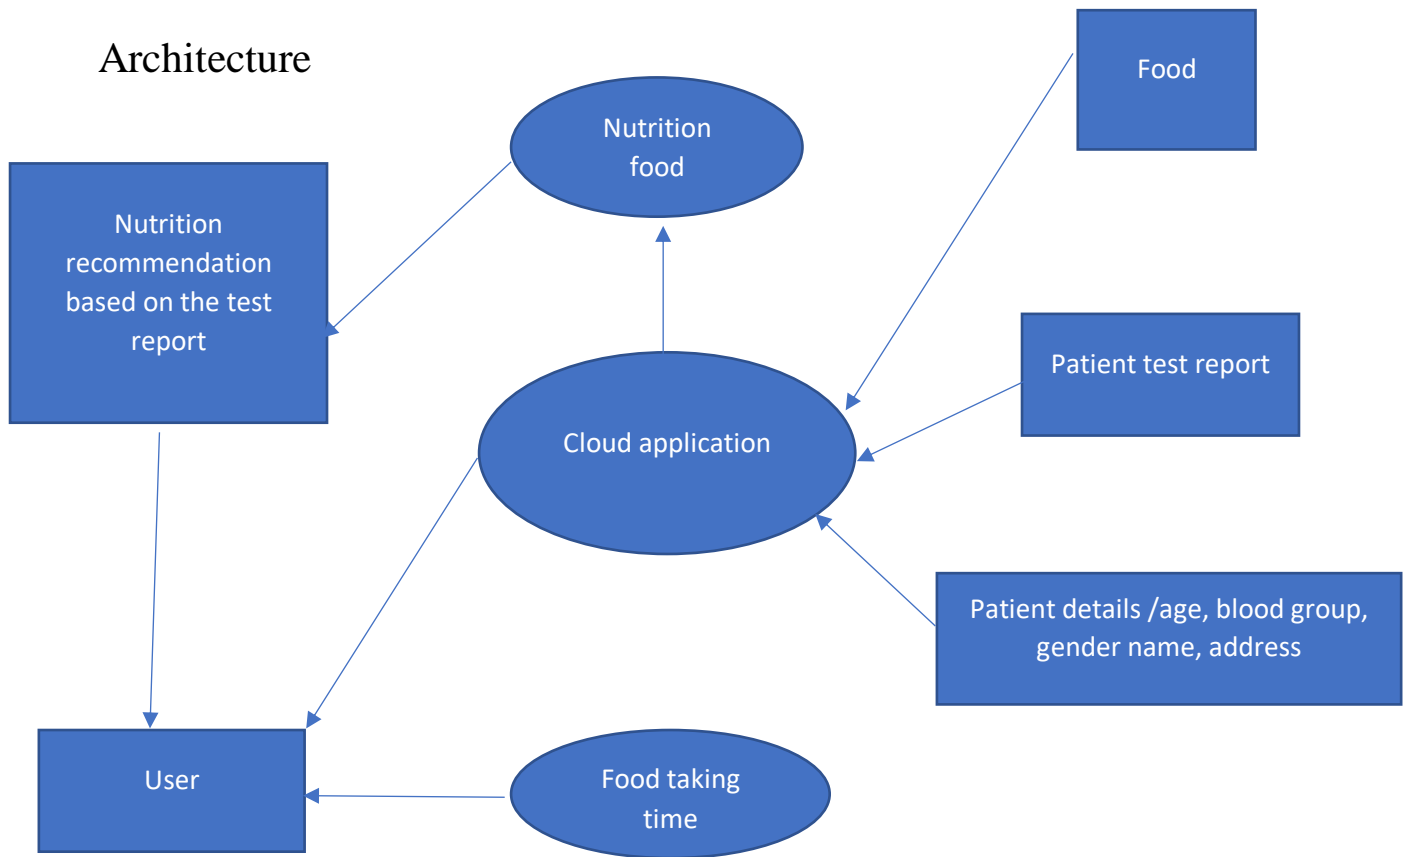 Architecture
Food
Nutrition
food
Nutrition
recommendation
based on the test
report
Patient test report
Cloud application
Patient details /age, blood group,
gender name, address
User
Food taking
time